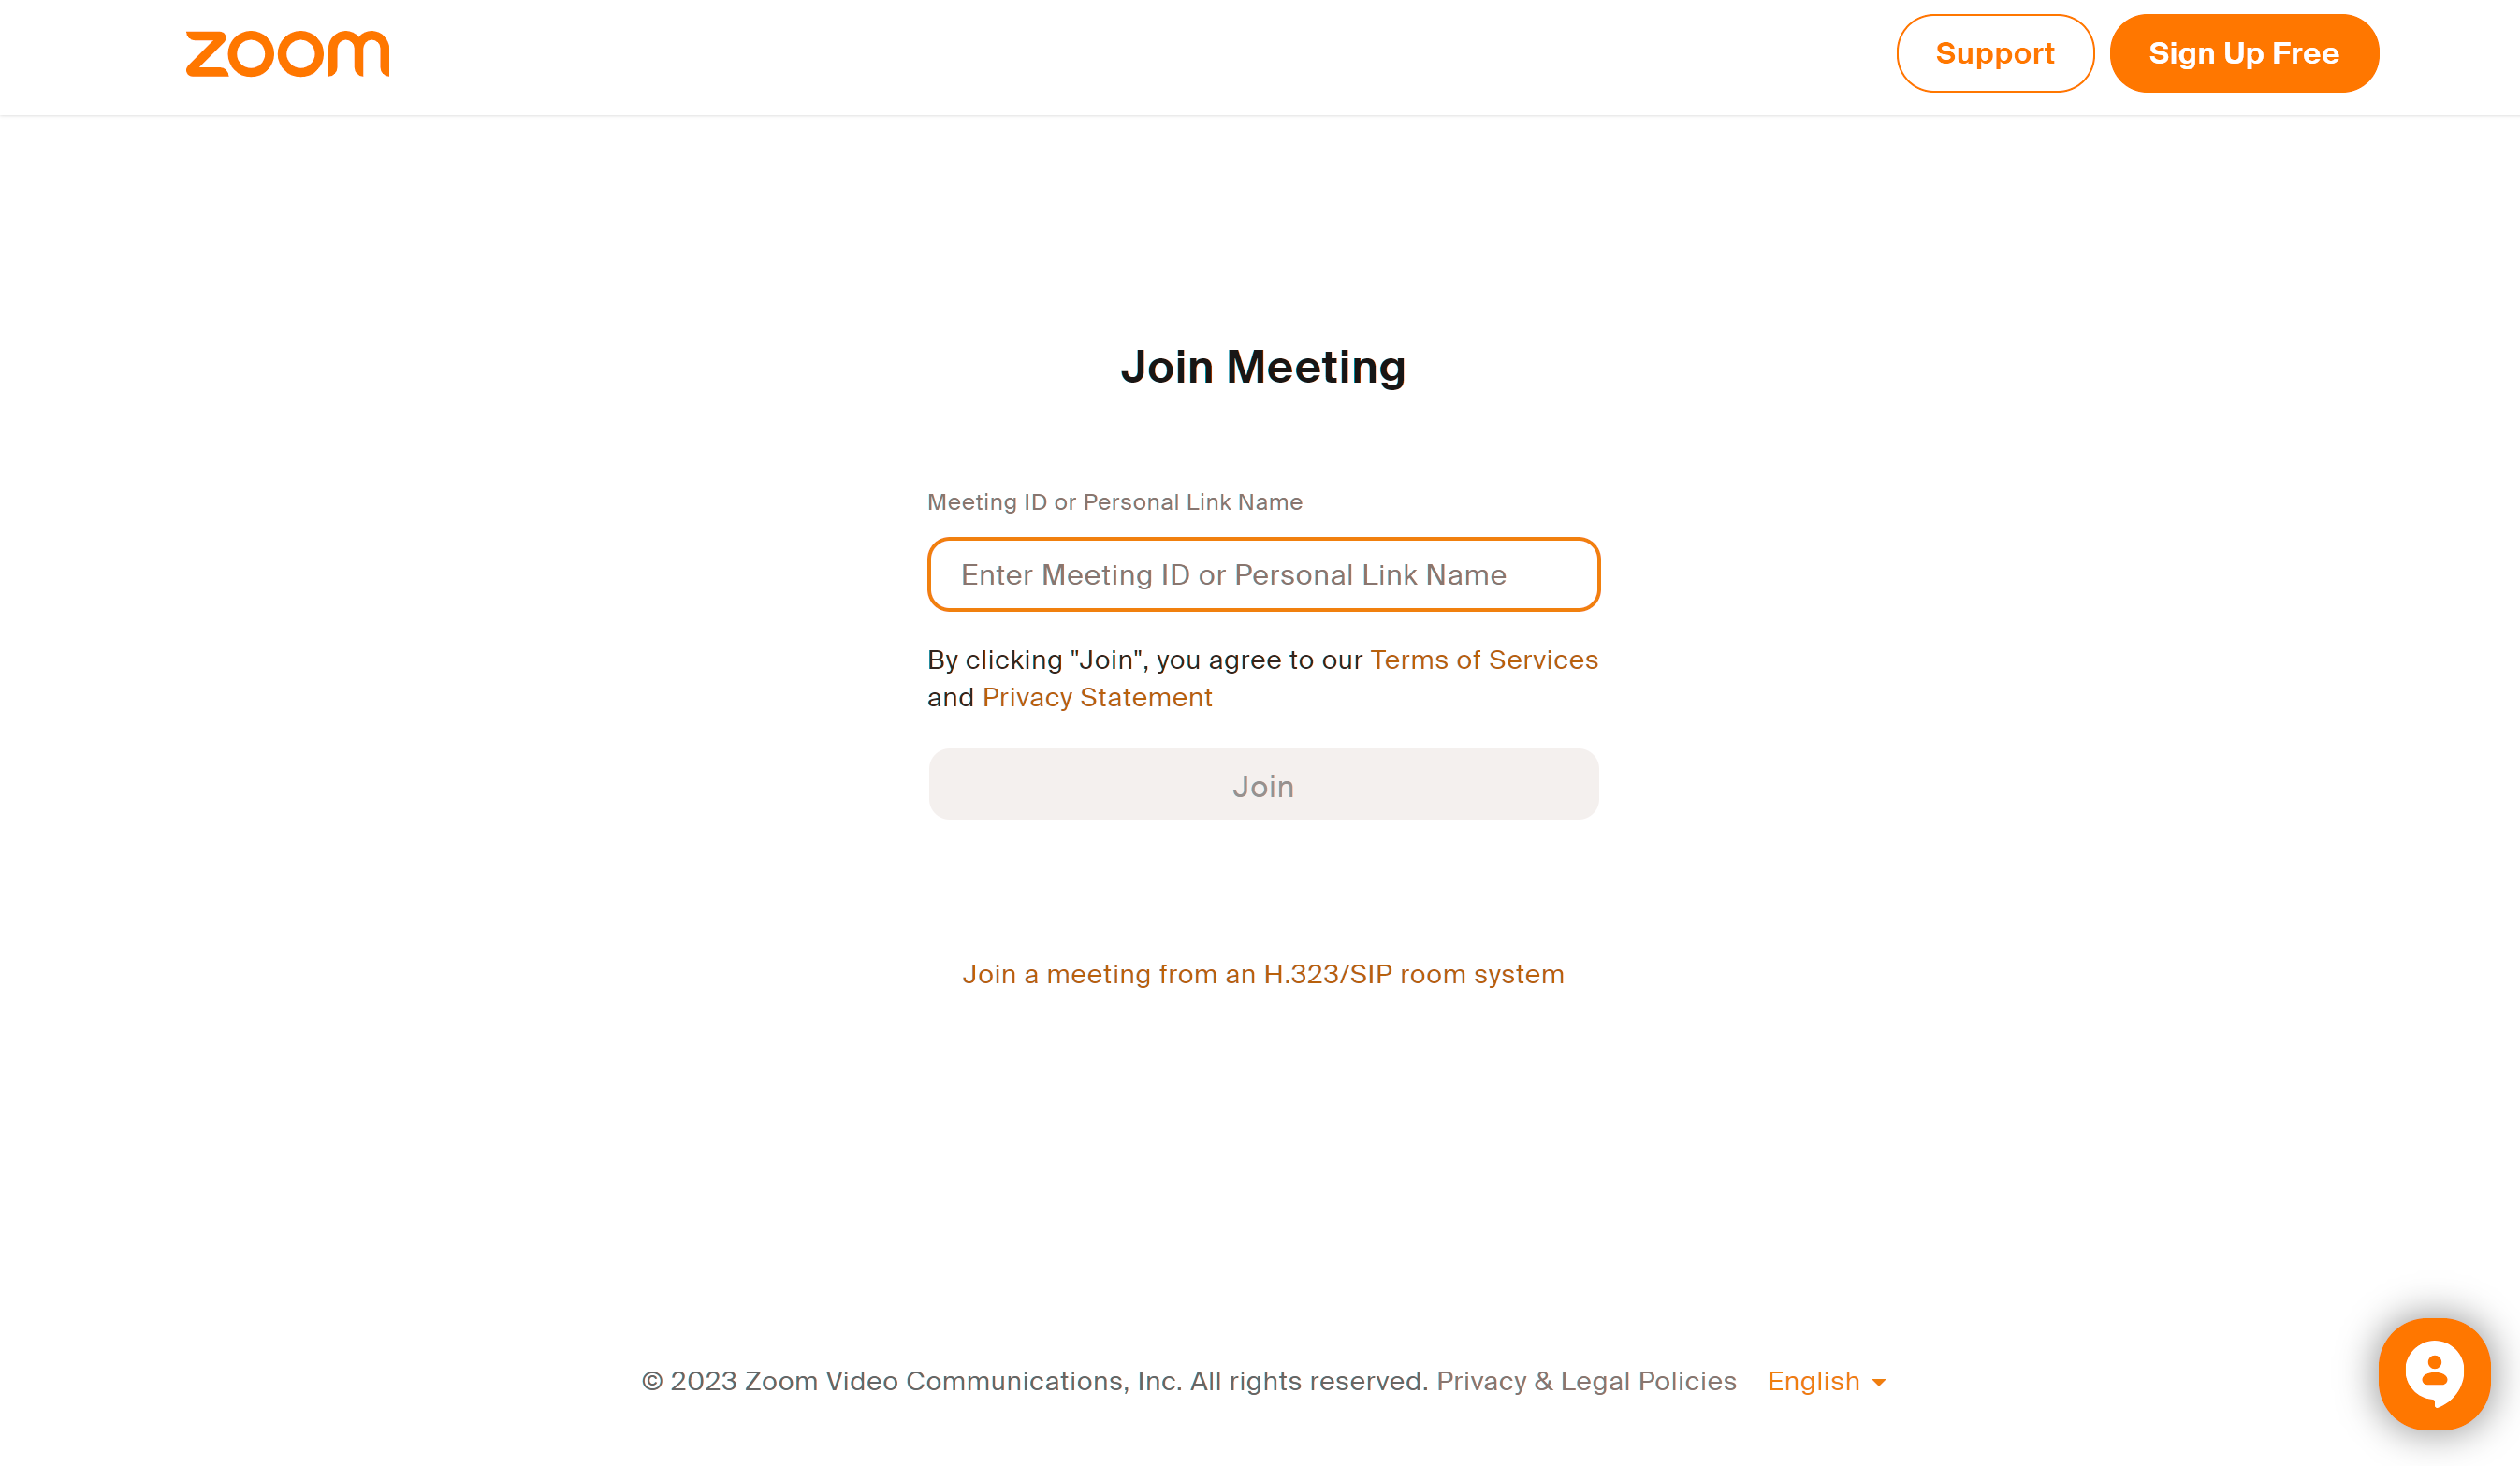 zoom
Support
Sign Up Free
Join Meeting
Meeting ID or Personal Link Name
Enter Meeting ID or Personal Link Name
By clicking "Join", you agree to our Terms of Services
and Privacy Statement
Join
Join a meeting from an H.323/SIP room system
© 2023 Zoom Video Communications, Inc. All rights reserved. Privacy & Legal Policies English